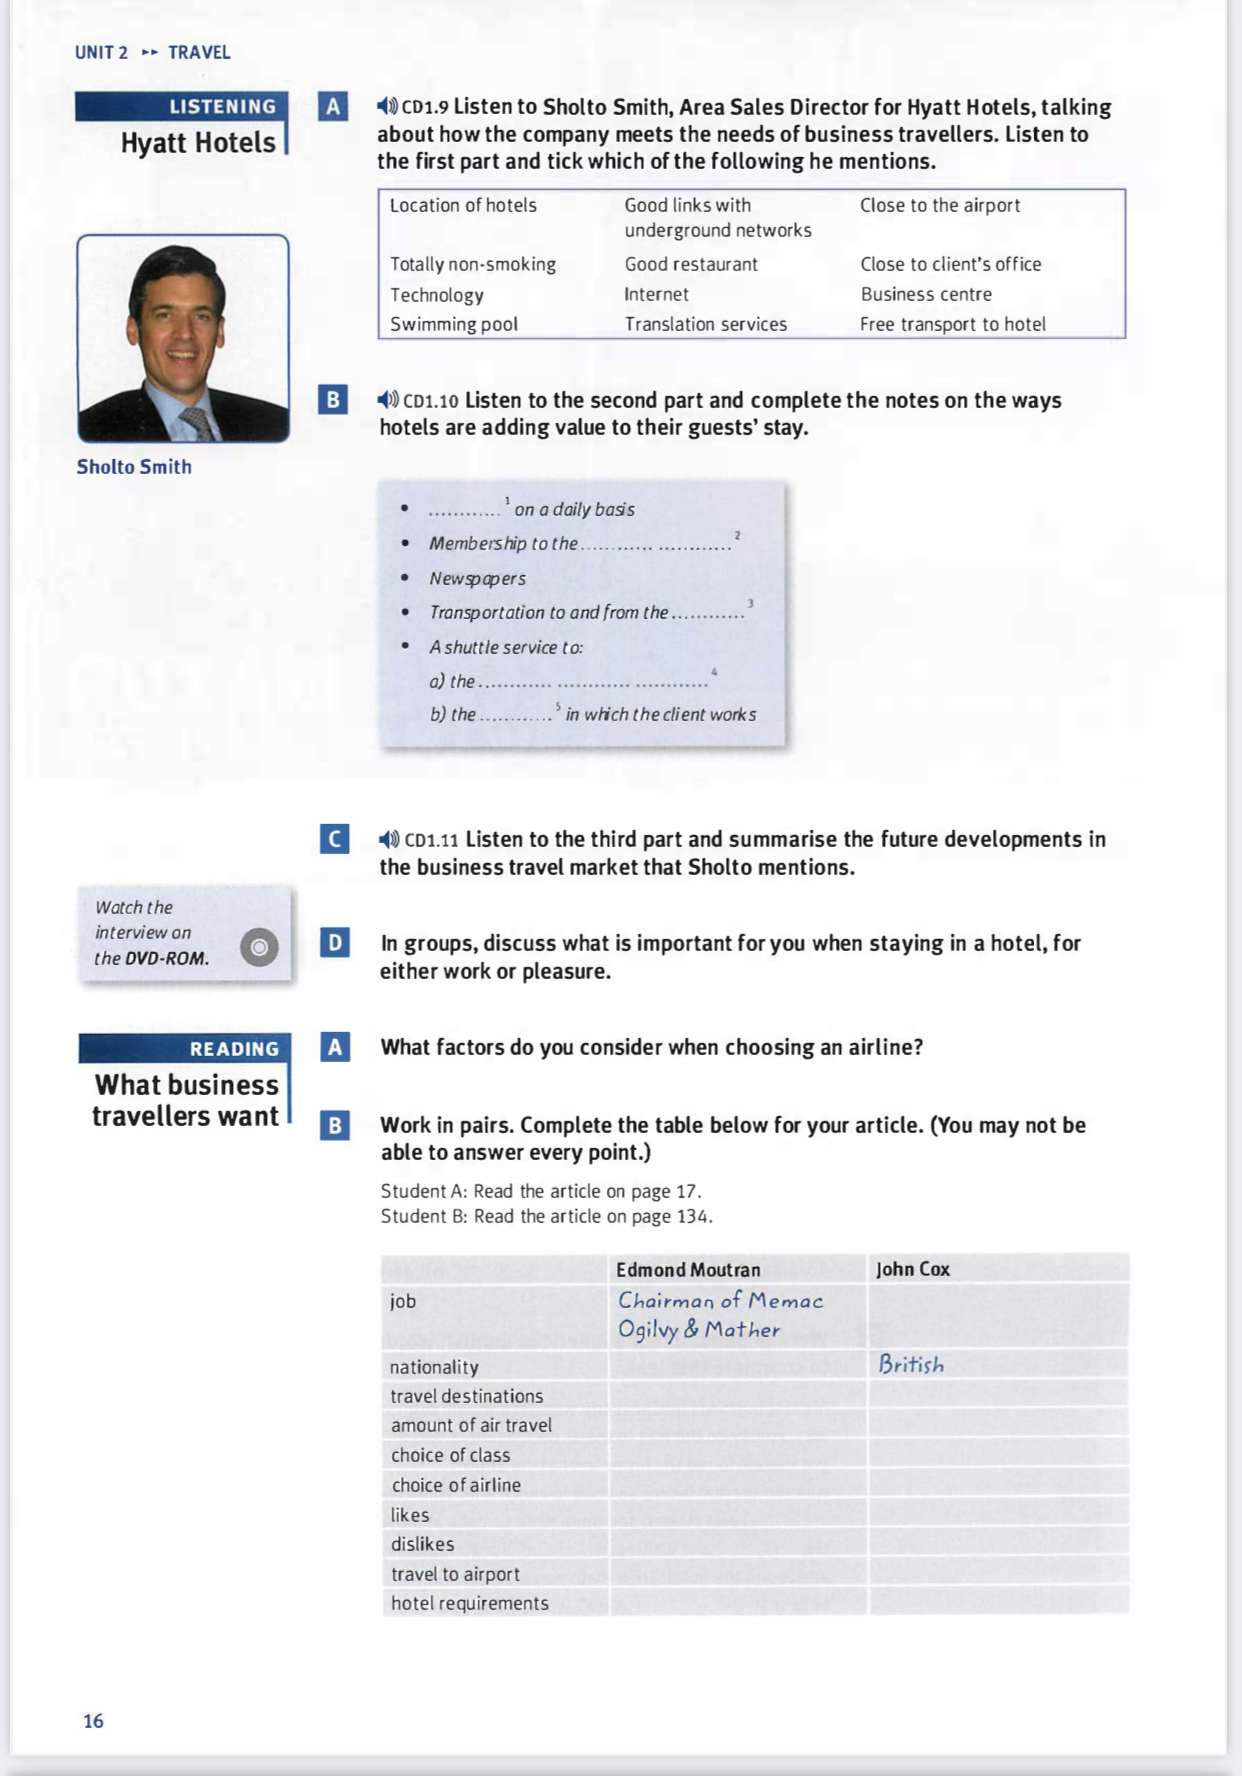 UNIT 2 ►► TRAVEL
LISTENING
Hyatt Hotels
Sholto Smith
A
CD1.9 Listen to Sholto Smith, Area Sales Director for Hyatt Hotels, talking
about how the company meets the needs of business travellers. Listen to
the first part and tick which of the following he mentions.
Location of hotels Good links with Close to the airport
underground networks
Totally non-smoking Good restaurant Close to client's office
Technology Internet Business centre
Swimming pool Translation services Free transport to hotel
B
CD1.10 Listen to the second part and complete the notes on the ways
hotels are adding value to their guests' stay.
• ............ 1 on a daily basis
• Membership to the ............ ............ 2
• Newspapers
• Transportation to and from the ............ 3
• A shuttle service to:
a) the ............ ............ ............ 4
b) the ............ 5 in which the client works
C
CD1.11 Listen to the third part and summarise the future developments in
the business travel market that Sholto mentions.
Watch the
interview on
the DVD-ROM.
D
In groups, discuss what is important for you when staying in a hotel, for
either work or pleasure.
READING
What business
travellers want
A
What factors do you consider when choosing an airline?
B
Work in pairs. Complete the table below for your article. (You may not be
able to answer every point.)
Student A: Read the article on page 17.
Student B: Read the article on page 134.
Edmond Moutran John Cox
job Chairman of Memac
Ogilvy & Mather
nationality British
travel destinations
amount of air travel
choice of class
choice of airline
likes
dislikes
travel to airport
hotel requirements
16